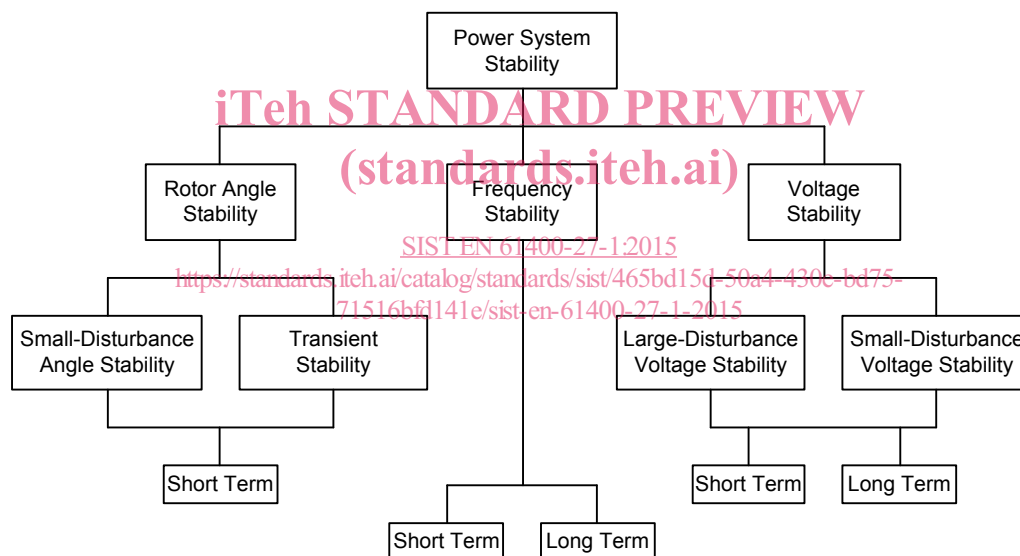 Power System
Stability
iTeh STANDARD PREVIEW
(standards.iteh.ai)
Rotor Angle
Stability
Frequency
Stability
Voltage
Stability
SIST EN 61400-27-1:2015
https://standards.iteh.ai/catalog/standards/sist/465bd15d-50a4-430c-bd75-
71516bfd141e/sist-en-61400-27-1-2015
Small-Disturbance
Angle Stability
Transient
Stability
Large-Disturbance
Voltage Stability
Small-Disturbance
Voltage Stability
Short Term
Short Term
Long Term
Short Term
Long Term